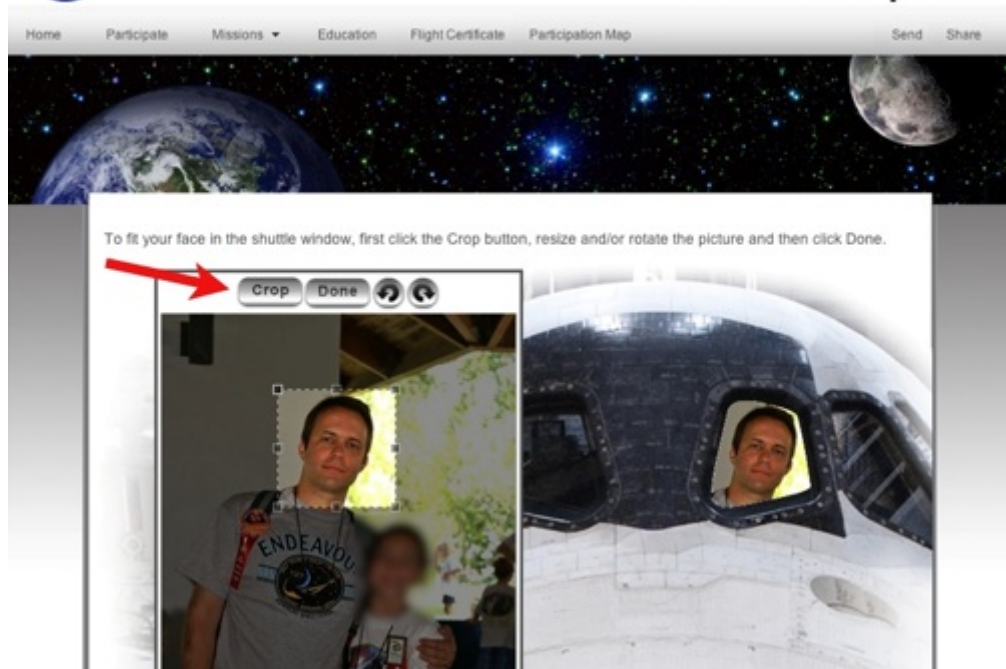 Home Participate Missions Education Flight Certificate Participation Map Send Share
To fit your face in the shuttle window, first click the Crop button, resize and/or rotate the picture and then click Done.
Crop Done
ENDEAVOU